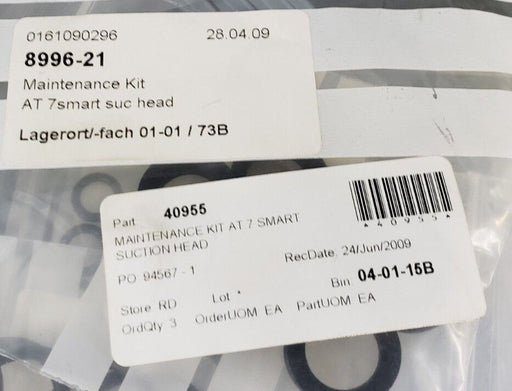 0161090296 28.04.09
8996-21
Maintenance Kit
AT 7smart suc head
Lagerort/-fach 01-01 / 73B
Part 40955
MAINTENANCE KIT AT 7 SMART
SUCTION HEAD
*40955*
PO 94567 - 1
RecDate 24/Jun/2009
Bin 04-01-15B
Store RD Lot *
OrdQty 3 OrderUOM EA PartUOM EA